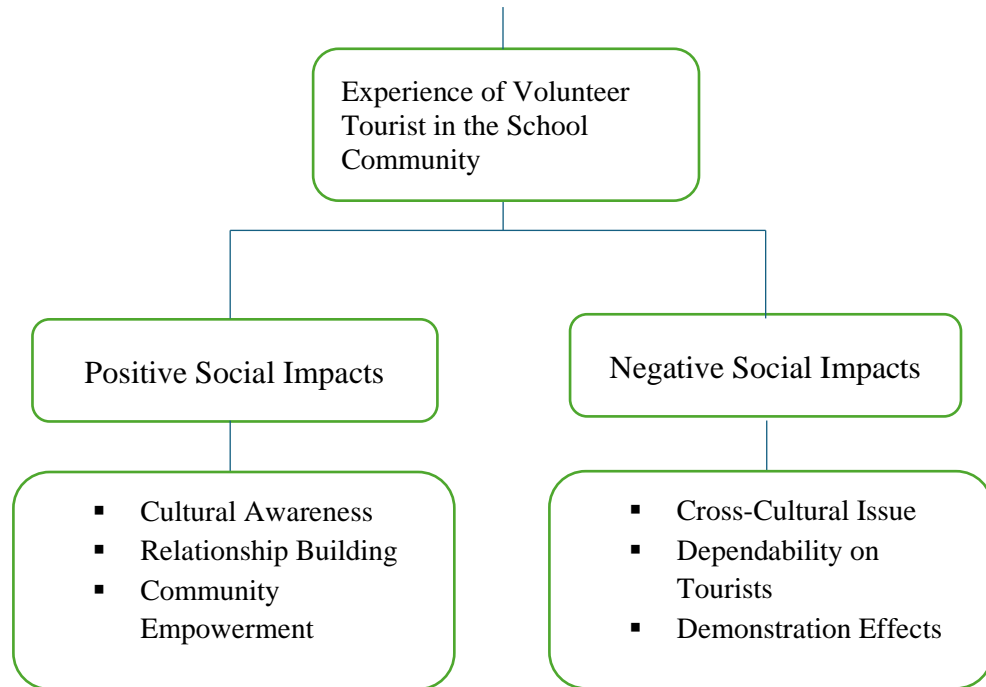 Experience of Volunteer
Tourist in the School
Community
Positive Social Impacts
Negative Social Impacts
▪ Cultural Awareness
▪ Relationship Building
▪ Community
Empowerment
▪ Cross-Cultural Issue
▪ Dependability on
Tourists
▪ Demonstration Effects